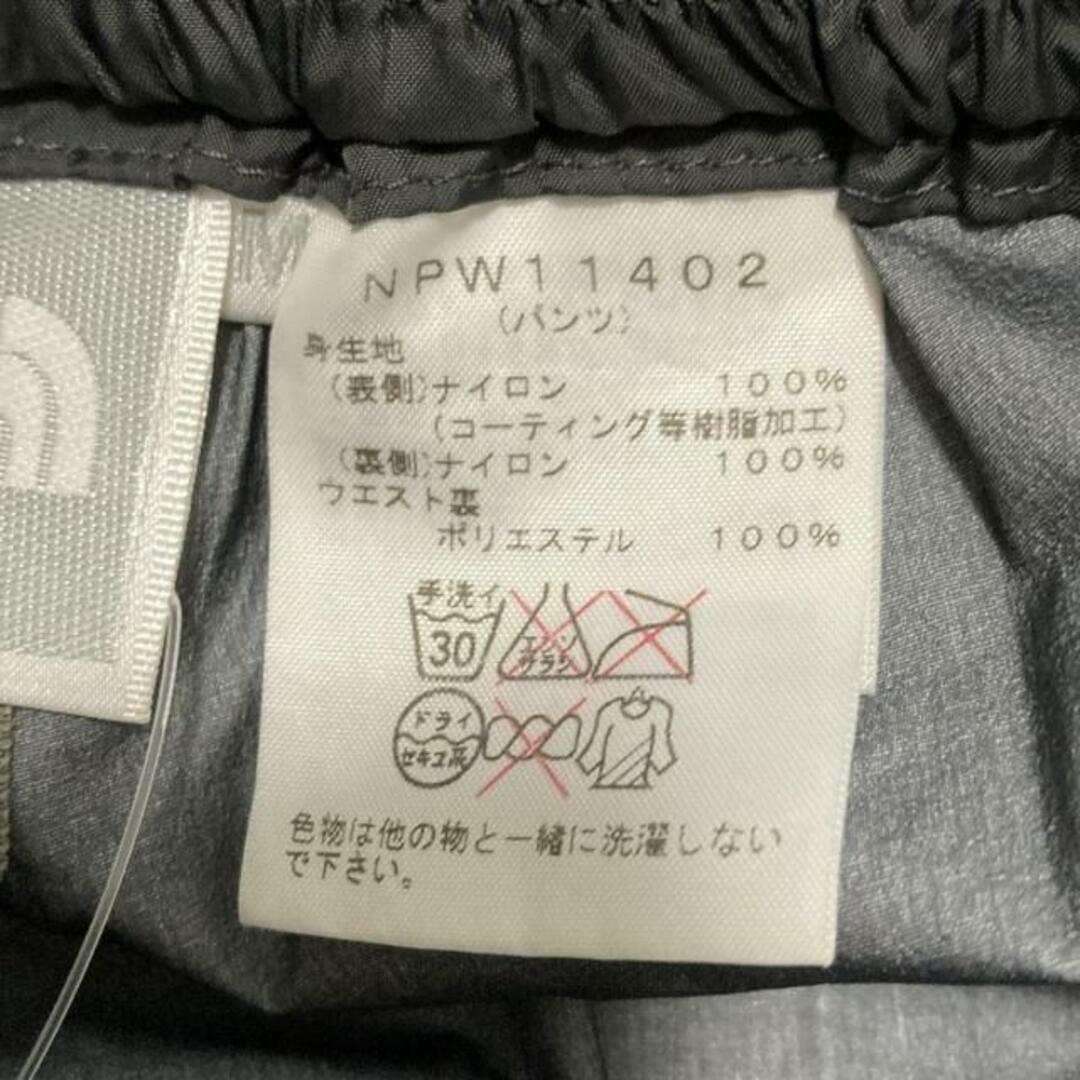 M
NPW11402
(パンツ)
身生地
(表側)ナイロン 100%
(コーティング等樹脂加工)
(裏側)ナイロン 100%
ウエスト裏
ポリエステル 100%
手洗イ
30
エンソ
サラシ
ドライ
セキユ系
色物は他の物と一緒に洗濯しない
で下さい。